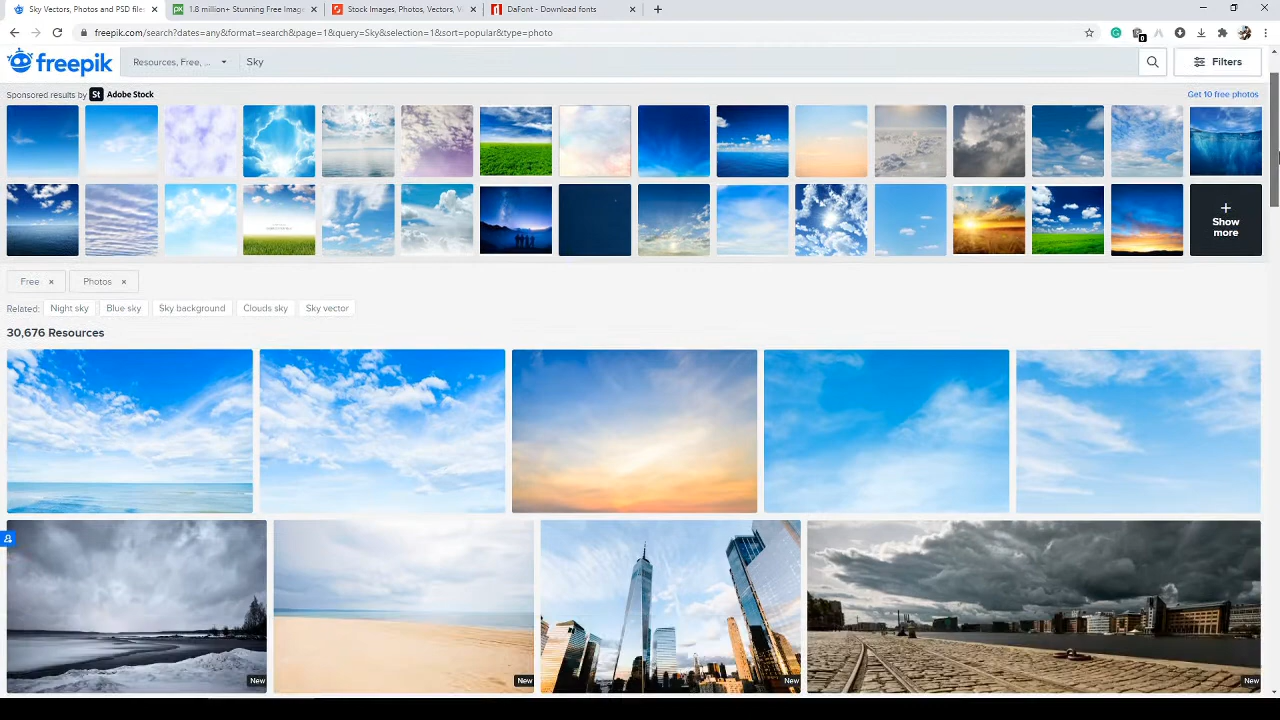 Sky Vectors, Photos and PSD files
1.8 million+ Stunning Free Image
Stock Images, Photos, Vectors, V
DaFont - Download fonts
freepik.com/search?dates=any&format=search&page=1&query=Sky&selection=1&sort=popular&type=photo
freepik
Resources, Free, ...
Sky
Filters
Sponsored results by St Adobe Stock
Get 10 free photos
+
Show
more
Free ×
Photos ×
Related: Night sky Blue sky Sky background Clouds sky Sky vector
30,676 Resources
New
New
New
New